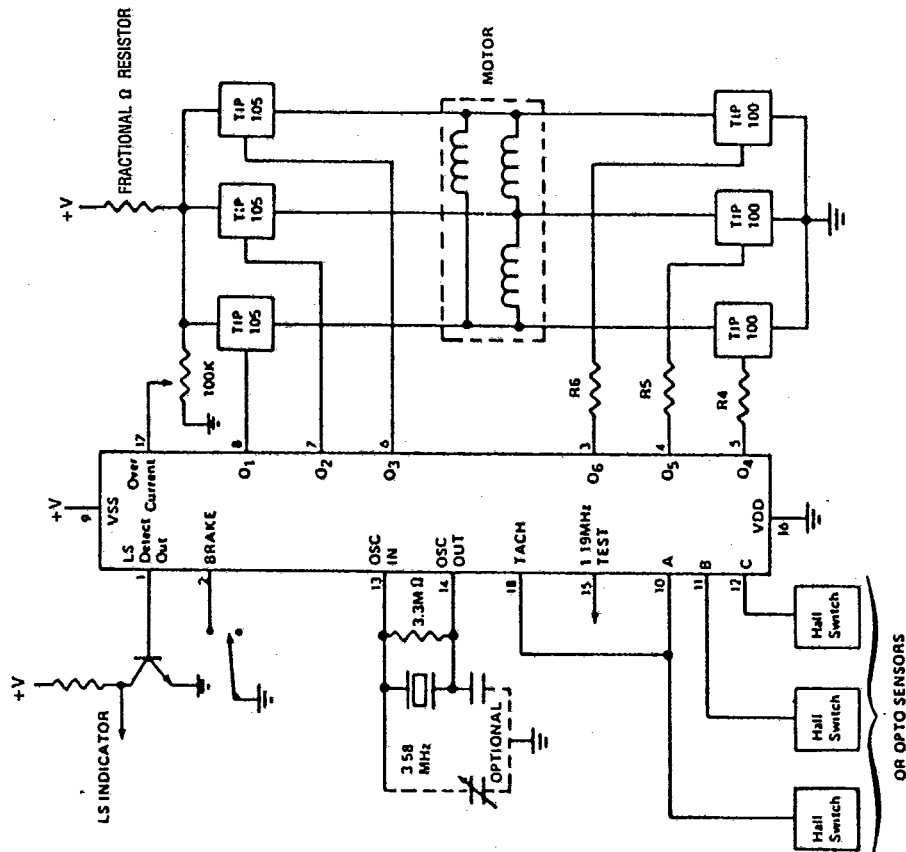 FRACTIONAL Ω RESISTOR
+V
TIP
105
TIP
105
TIP
105
MOTOR
TIP
100
TIP
100
TIP
100
100K
R6
R5
R4
17
8
7
6
3
4
5
Over
Current
O1
O2
O3
O6
O5
O4
+V
9
VSS
VDD
16
LS
Detect
Out
BRAKE
OSC
IN
OSC
OUT
TACH
1 19MHz
TEST
A
B
C
1
2
13
14
18
15
10
11
12
+V
LS INDICATOR
3.3M Ω
3 58
MHz
OPTIONAL
Hall
Switch
Hall
Switch
Hall
Switch
OR OPTO SENSORS